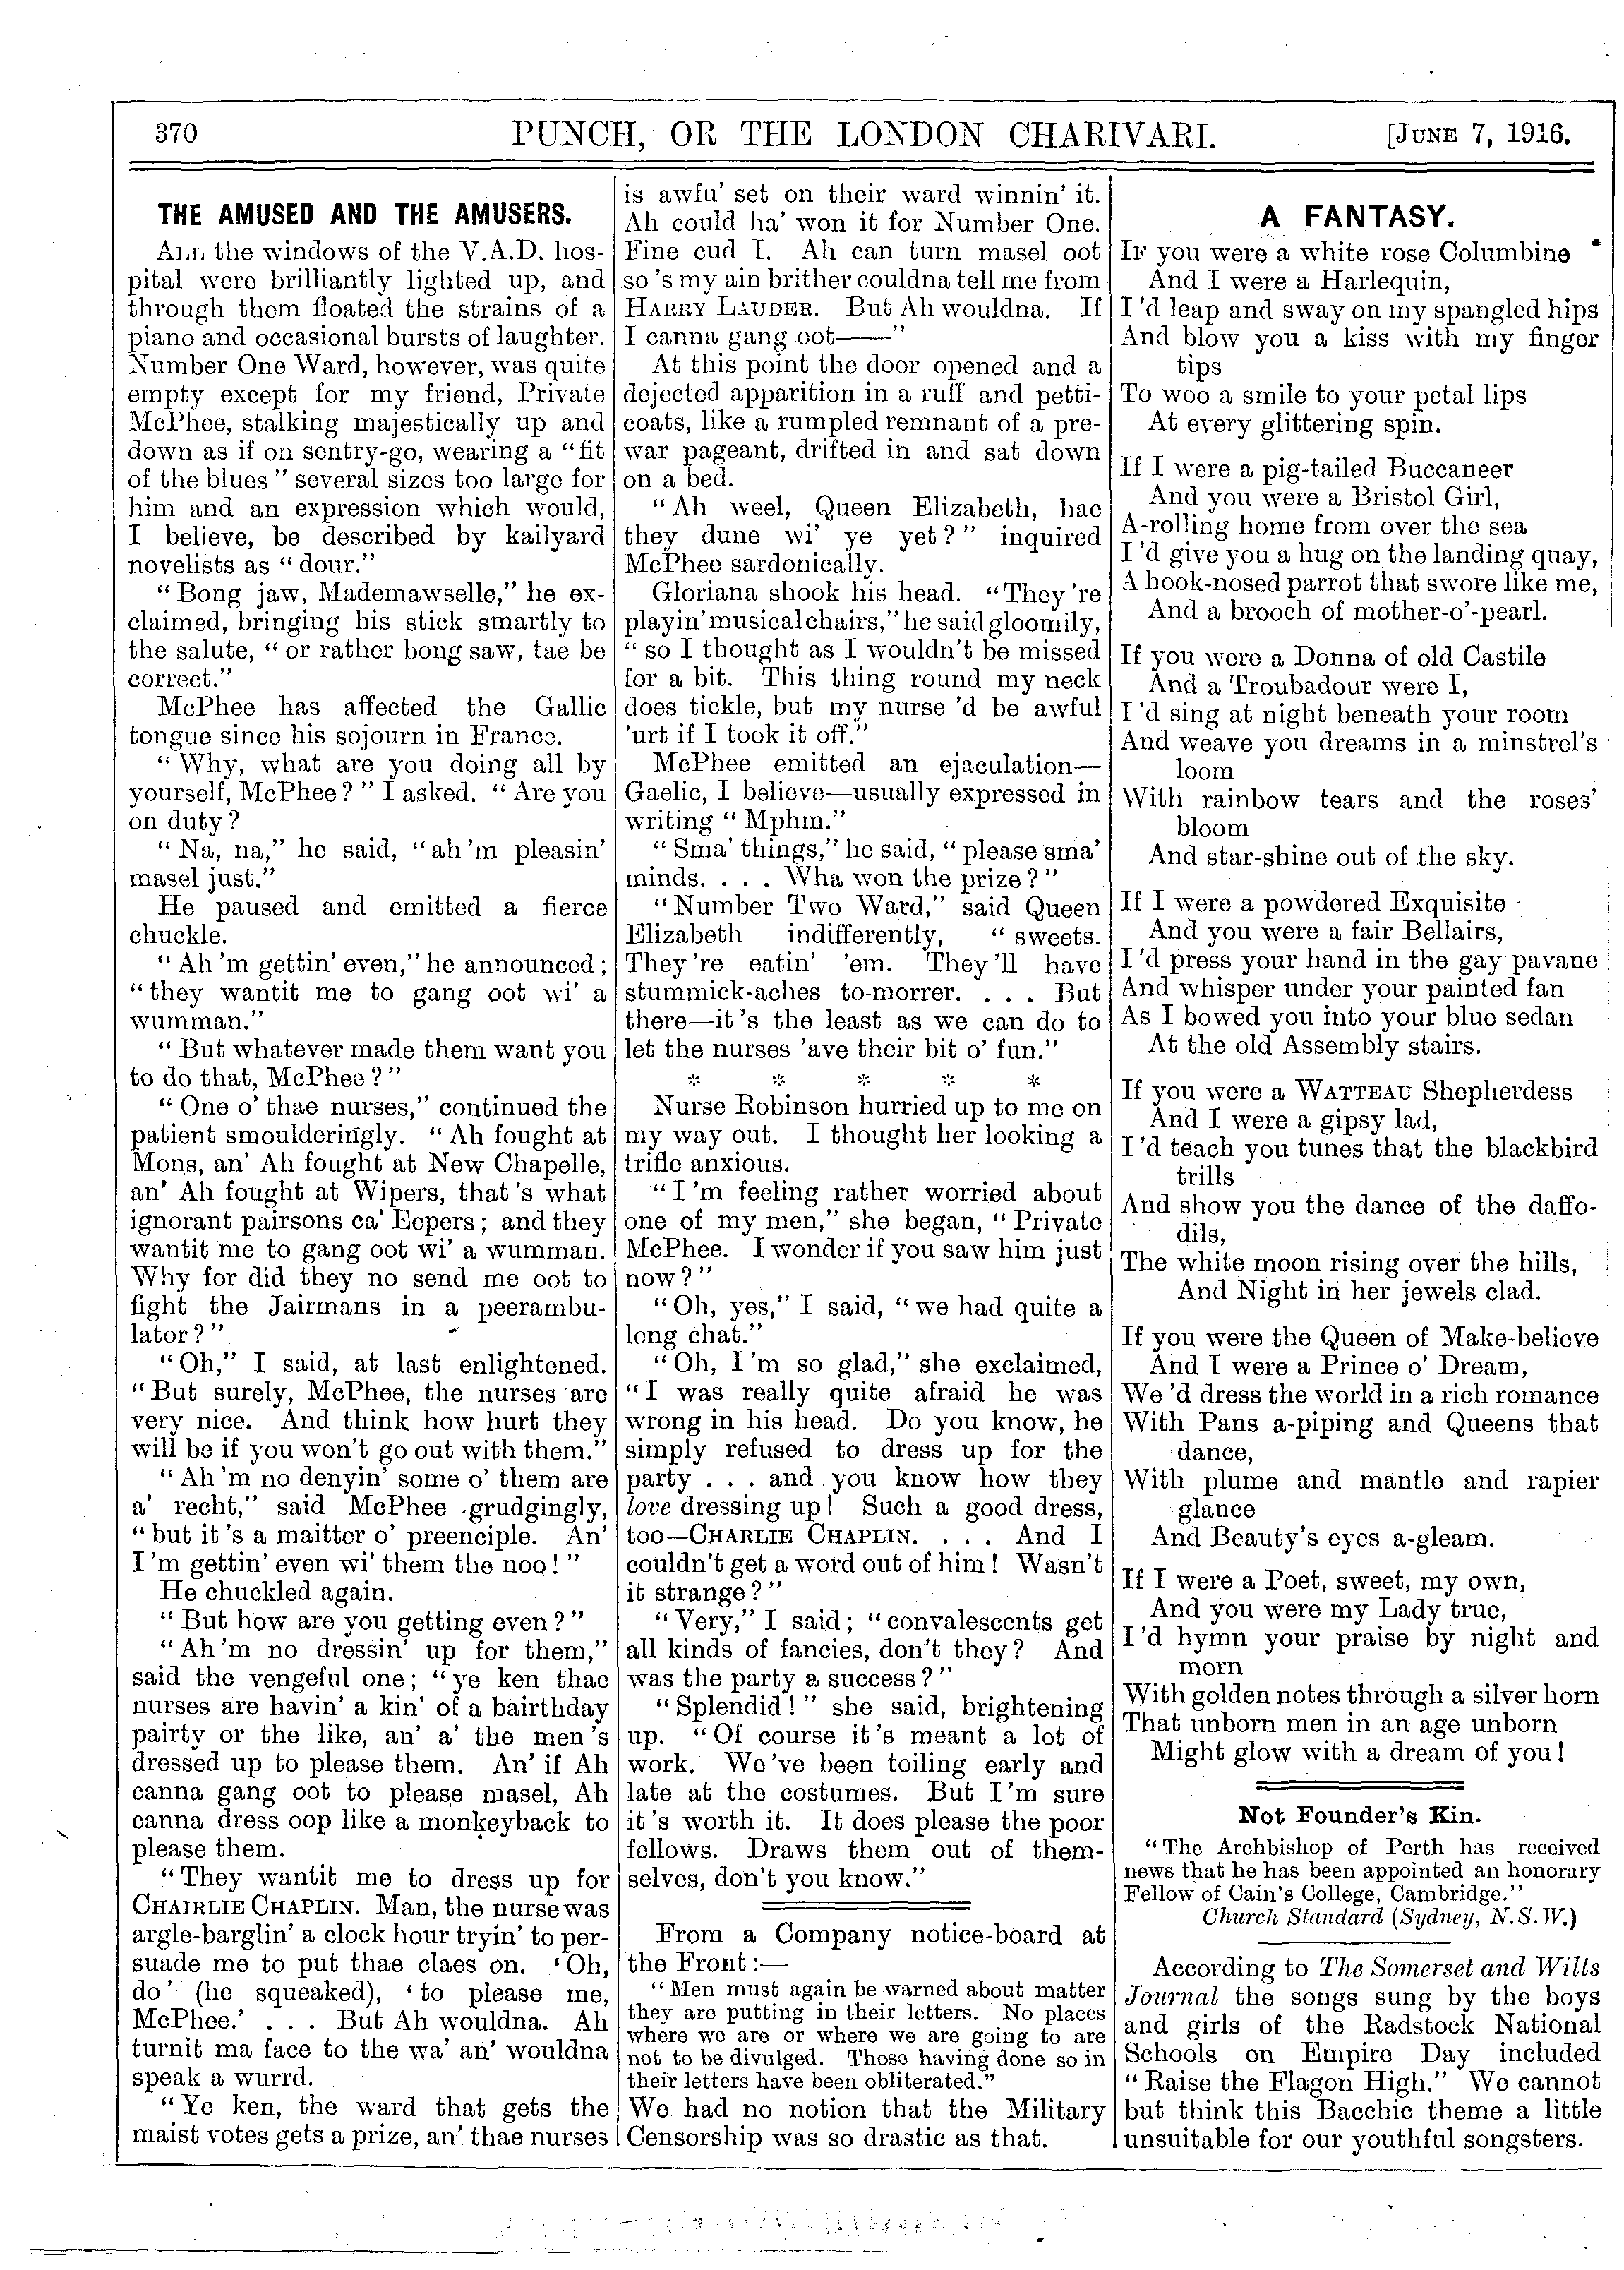 370
PUNCH, OR THE LONDON CHARIVARI.
[JUNE 7, 1916.
THE AMUSED AND THE AMUSERS.
ALL the windows of the V.A.D. hos-
pital were brilliantly lighted up, and
through them floated the strains of a
piano and occasional bursts of laughter.
Number One Ward, however, was quite
empty except for my friend, Private
McPhee, stalking majestically up and
down as if on sentry-go, wearing a "fit
of the blues" several sizes too large for
him and an expression which would,
I believe, be described by kailyard
novelists as "dour."
"Bong jaw, Mademawselle," he ex-
claimed, bringing his stick smartly to
the salute, "or rather bong saw, tae be
correct."
McPhee has affected the Gallic
tongue since his sojourn in France.
"Why, what are you doing all by
yourself, McPhee?" I asked. "Are you
on duty?
"Na, na," he said, "ah'm pleasin'
masel just."
He paused and emitted a fierce
chuckle.
"Ah'm gettin' even," he announced;
"they wantit me to gang oot wi' a
wumman."
"But whatever made them want you
to do that, McPhee?"
"One o' thae nurses," continued the
patient smoulderingly. "Ah fought at
Mons, an' Ah fought at New Chapelle,
an' Ah fought at Wipers, that's what
ignorant pairsons ca' Eepers; and they
wantit me to gang oot wi' a wumman.
Why for did they no send me oot to
fight the Jairmans in a peerambu-
lator?"
"Oh," I said, at last enlightened.
"But surely, McPhee, the nurses are
very nice. And think how hurt they
will be if you won't go out with them."
"Ah'm no denyin' some o' them are
a' recht," said McPhee grudgingly,
"but it's a maitter o' preenciple. An'
I'm gettin' even wi' them the noo!"
He chuckled again.
"But how are you getting even?"
"Ah'm no dressin' up for them,"
said the vengeful one; "ye ken thae
nurses are havin' a kin' of a bairthday
pairty or the like, an' a' the men's
dressed up to please them. An' if Ah
canna gang oot to please masel, Ah
canna dress oop like a monkeyback to
please them.
"They wantit me to dress up for
CHAIRLIE CHAPLIN. Man, the nurse was
argle-barglin' a clock hour tryin' to per-
suade me to put thae claes on. 'Oh,
do' (he squeaked), 'to please me,
McPhee.' . . . But Ah wouldna. Ah
turnit ma face to the wa' an' wouldna
speak a wurrd.
"Ye ken, the ward that gets the
maist votes gets a prize, an' thae nurses
is awfu' set on their ward winnin' it.
Ah could ha' won it for Number One.
Fine cud I. Ah can turn masel oot
so's my ain brither couldna tell me from
HARRY LAUDER. But Ah wouldna. If
I canna gang oot——"
At this point the door opened and a
dejected apparition in a ruff and petti-
coats, like a rumpled remnant of a pre-
war pageant, drifted in and sat down
on a bed.
"Ah weel, Queen Elizabeth, hae
they dune wi' ye yet?" inquired
McPhee sardonically.
Gloriana shook his head. "They're
playin' musical chairs," he said gloomily,
"so I thought as I wouldn't be missed
for a bit. This thing round my neck
does tickle, but my nurse 'd be awful
'urt if I took it off."
McPhee emitted an ejaculation—
Gaelic, I believe—usually expressed in
writing "Mphm."
"Sma' things," he said, "please sma'
minds. . . . Wha won the prize?"
"Number Two Ward," said Queen
Elizabeth indifferently, "sweets.
They're eatin' 'em. They'll have
stummick-aches to-morrer. . . . But
there—it's the least as we can do to
let the nurses 'ave their bit o' fun."
* * * * *
Nurse Robinson hurried up to me on
my way out. I thought her looking a
trifle anxious.
"I'm feeling rather worried about
one of my men," she began, "Private
McPhee. I wonder if you saw him just
now?"
"Oh, yes," I said, "we had quite a
long chat."
"Oh, I'm so glad," she exclaimed,
"I was really quite afraid he was
wrong in his head. Do you know, he
simply refused to dress up for the
party . . . and you know how they
love dressing up! Such a good dress,
too—CHARLIE CHAPLIN. . . . And I
couldn't get a word out of him! Wasn't
it strange?"
"Very," I said; "convalescents get
all kinds of fancies, don't they? And
was the party a success?"
"Splendid!" she said, brightening
up. "Of course it's meant a lot of
work. We've been toiling early and
late at the costumes. But I'm sure
it's worth it. It does please the poor
fellows. Draws them out of them-
selves, don't you know."
From a Company notice-board at
the Front:—
"Men must again be warned about matter
they are putting in their letters. No places
where we are or where we are going to are
not to be divulged. Those having done so in
their letters have been obliterated."
We had no notion that the Military
Censorship was so drastic as that.
A FANTASY.
IF you were a white rose Columbine
And I were a Harlequin,
I'd leap and sway on my spangled hips
And blow you a kiss with my finger
tips
To woo a smile to your petal lips
At every glittering spin.
If I were a pig-tailed Buccaneer
And you were a Bristol Girl,
A-rolling home from over the sea
I'd give you a hug on the landing quay,
A hook-nosed parrot that swore like me,
And a brooch of mother-o'-pearl.
If you were a Donna of old Castile
And a Troubadour were I,
I'd sing at night beneath your room
And weave you dreams in a minstrel's
loom
With rainbow tears and the roses'
bloom
And star-shine out of the sky.
If I were a powdered Exquisite
And you were a fair Bellairs,
I'd press your hand in the gay pavane
And whisper under your painted fan
As I bowed you into your blue sedan
At the old Assembly stairs.
If you were a WATTEAU Shepherdess
And I were a gipsy lad,
I'd teach you tunes that the blackbird
trills
And show you the dance of the daffo-
dils,
The white moon rising over the hills,
And Night in her jewels clad.
If you were the Queen of Make-believe
And I were a Prince o' Dream,
We'd dress the world in a rich romance
With Pans a-piping and Queens that
dance,
With plume and mantle and rapier
glance
And Beauty's eyes a-gleam.
If I were a Poet, sweet, my own,
And you were my Lady true,
I'd hymn your praise by night and
morn
With golden notes through a silver horn
That unborn men in an age unborn
Might glow with a dream of you!
Not Founder's Kin.
"The Archbishop of Perth has received
news that he has been appointed an honorary
Fellow of Cain's College, Cambridge."
Church Standard (Sydney, N.S.W.)
According to The Somerset and Wilts
Journal the songs sung by the boys
and girls of the Radstock National
Schools on Empire Day included
"Raise the Flagon High." We cannot
but think this Bacchic theme a little
unsuitable for our youthful songsters.